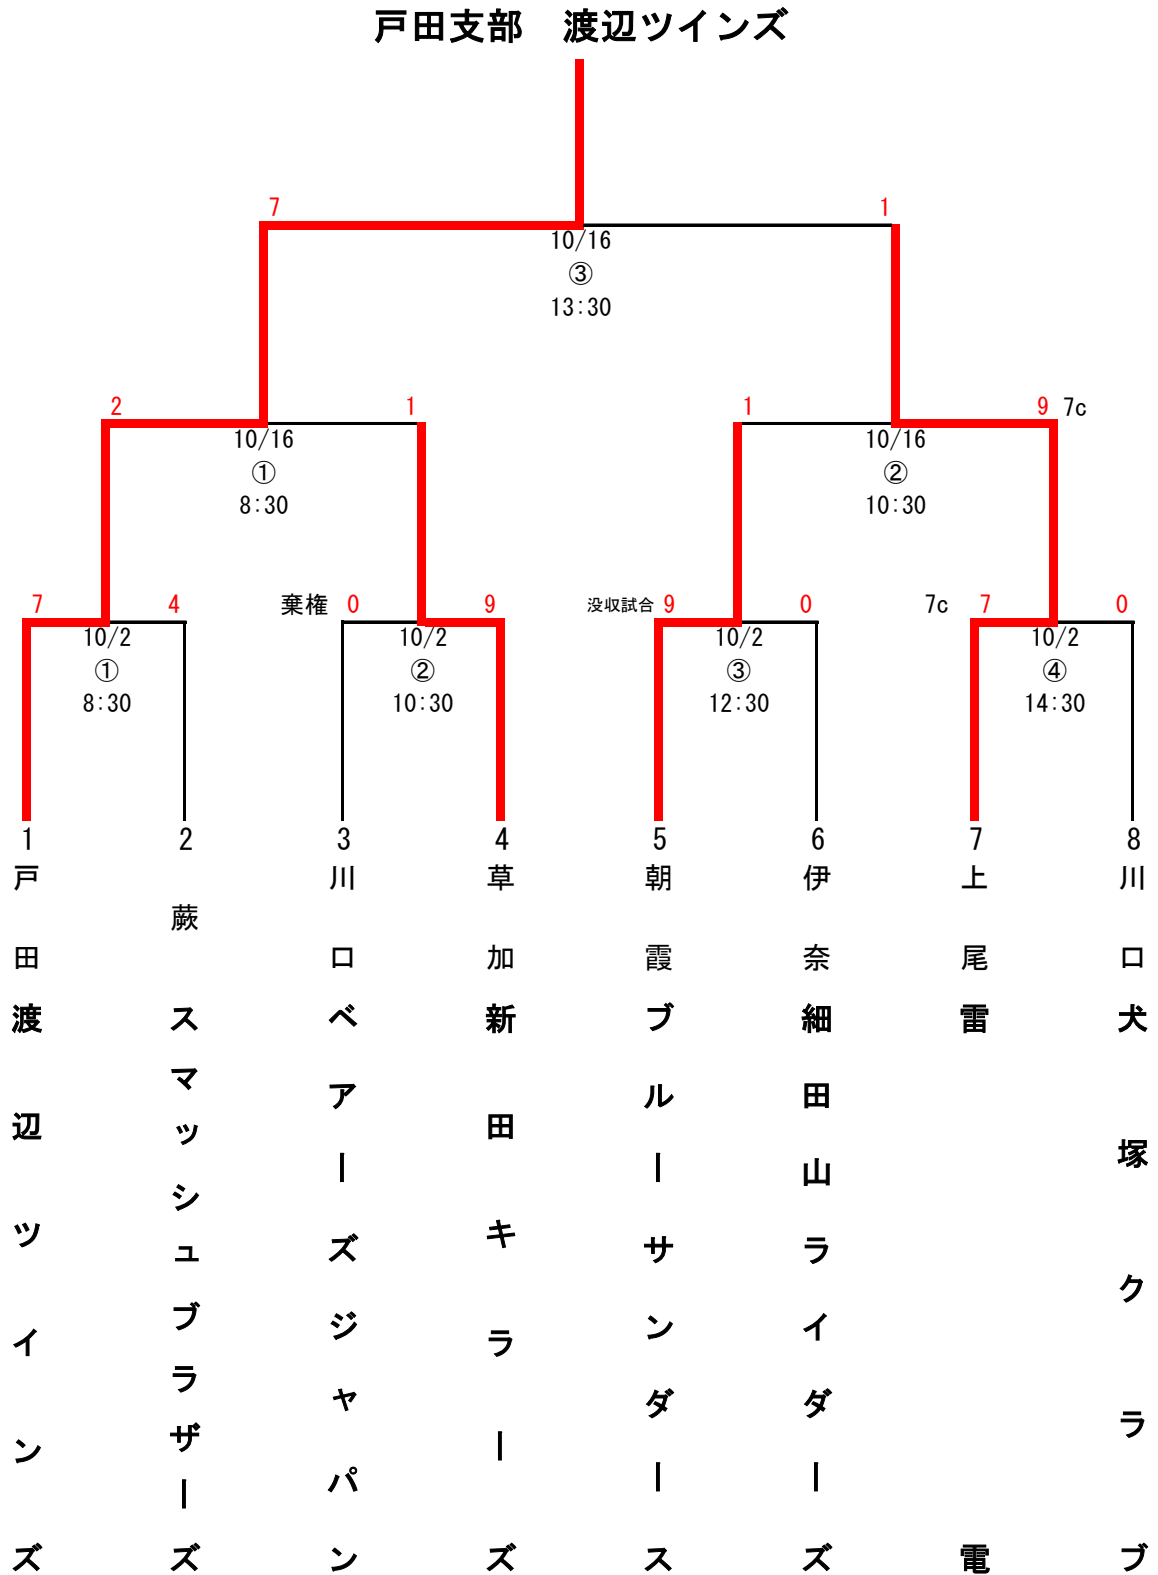 戸田支部　渡辺ツインズ
7 1
10/16
③
13:30
2 1 1 9 7c
10/16 10/16
① ②
8:30 10:30
7 4 棄権 0 9 没収試合 9 0 7c 7 0
10/2 10/2 10/2 10/2
① ② ③ ④
8:30 10:30 12:30 14:30
1 2 3 4 5 6 7 8
戸田
渡辺ツインズ
蕨
スマッシュブラザーズ
川口
ベアーズジャパン
草加
新田キラーズ
朝霞
ブルーサンダース
伊奈
細田山ライダーズ
上尾
雷電
川口
犬塚クラブ